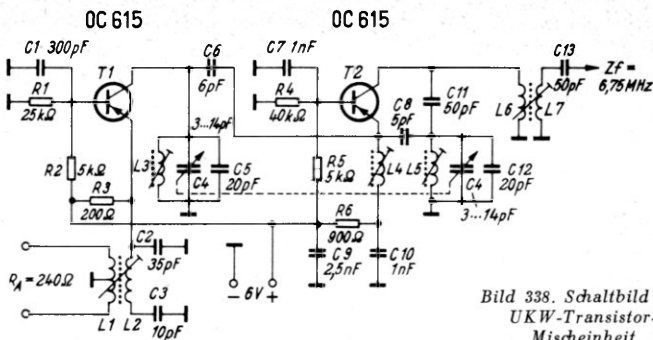 OC 615
OC 615
C1 300pF
C6
6pF
C7 1nF
C13
50pF
Zf =
6,75MHz
T1
T2
R1
25kΩ
R4
40kΩ
C8
5pF
C11
50pF
L6
L7
3...14pF
R2
5kΩ
L3
C4
C5
20pF
R5
5kΩ
L4
L5
C4
C12
20pF
R3
200Ω
3...14pF
R6
900Ω
C2
35pF
RA = 240Ω
C3
10pF
L1
L2
− 6V +
C9
2,5nF
C10
1nF
Bild 338. Schaltbild
UKW-Transistor-
Mischeinheit